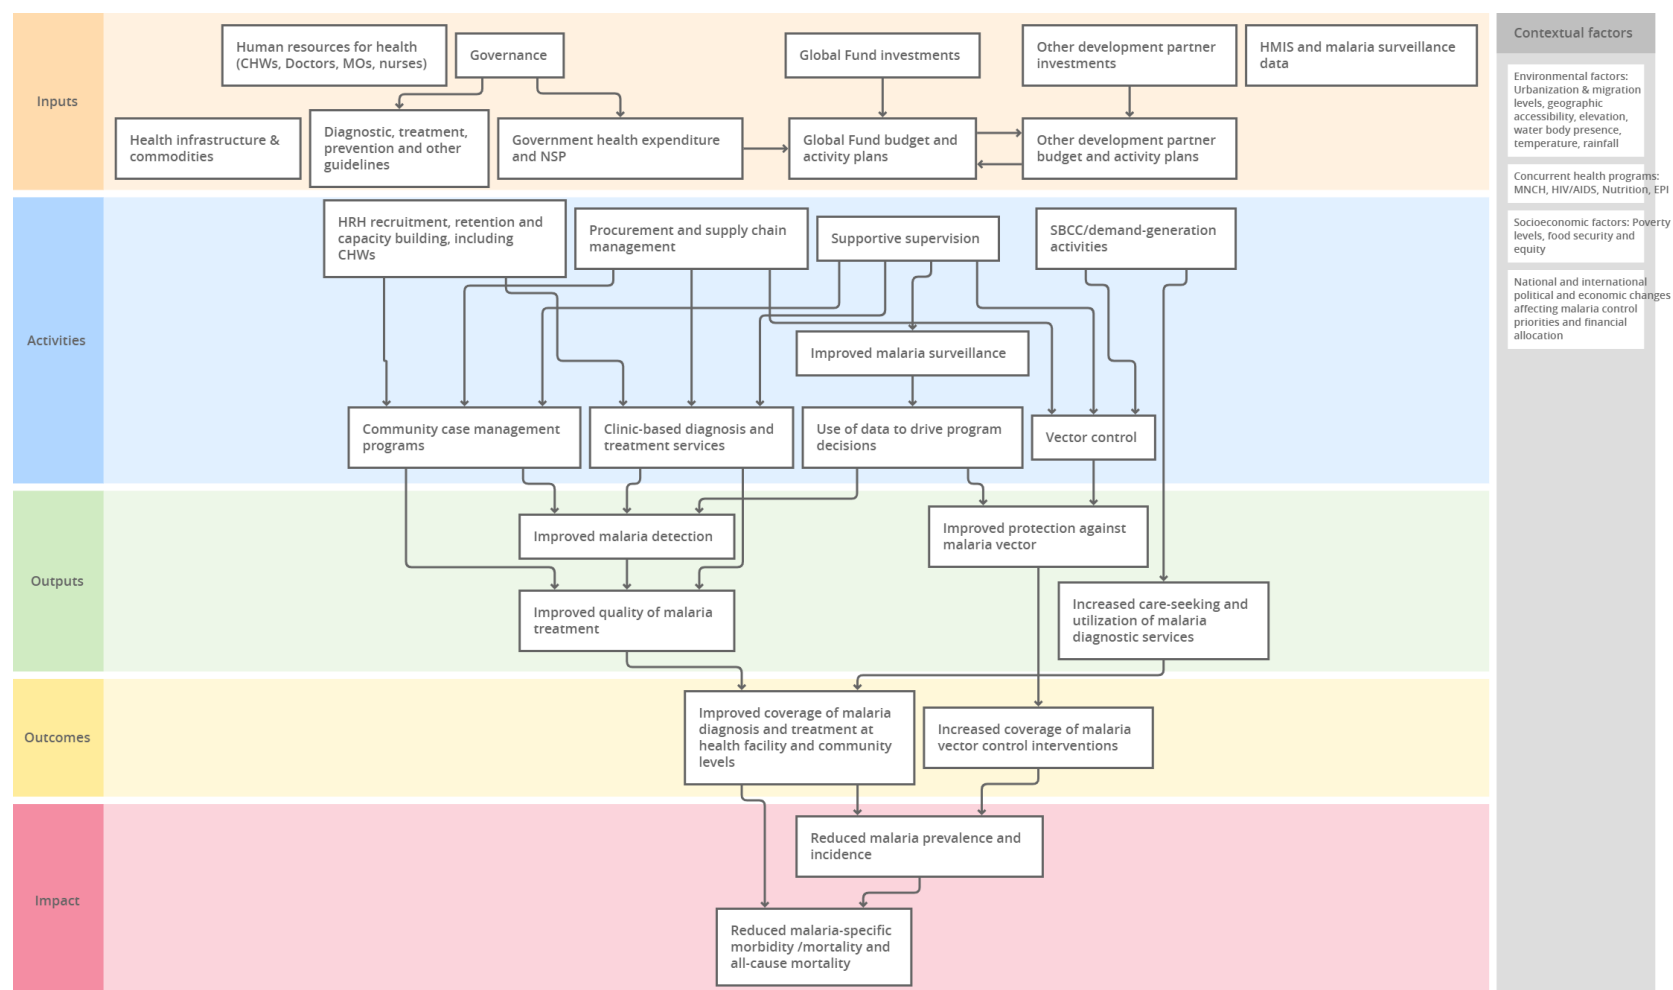 Contextual factors
Human resources for health
(CHWs, Doctors, MOs, nurses)
Governance
Global Fund investments
Other development partner
investments
HMIS and malaria surveillance
data
Inputs
Health infrastructure &
commodities
Diagnostic, treatment,
prevention and other
guidelines
Government health expenditure
and NSP
Global Fund budget and
activity plans
Other development partner
budget and activity plans
Environmental factors:
Urbanization & migration
levels, geographic
accessibility, elevation,
water body presence,
temperature, rainfall
Concurrent health programs:
MNCH, HIV/AIDS, Nutrition, EPI
Socioeconomic factors: Poverty
levels, food security and
equity
National and international
political and economic changes
affecting malaria control
priorities and financial
allocation
Activities
HRH recruitment, retention and
capacity building, including
CHWs
Procurement and supply chain
management
Supportive supervision
SBCC/demand-generation
activities
Improved malaria surveillance
Community case management
programs
Clinic-based diagnosis and
treatment services
Use of data to drive program
decisions
Vector control
Outputs
Improved malaria detection
Improved protection against
malaria vector
Improved quality of malaria
treatment
Increased care-seeking and
utilization of malaria
diagnostic services
Outcomes
Improved coverage of malaria
diagnosis and treatment at
health facility and community
levels
Increased coverage of malaria
vector control interventions
Impact
Reduced malaria prevalence and
incidence
Reduced malaria-specific
morbidity /mortality and
all-cause mortality